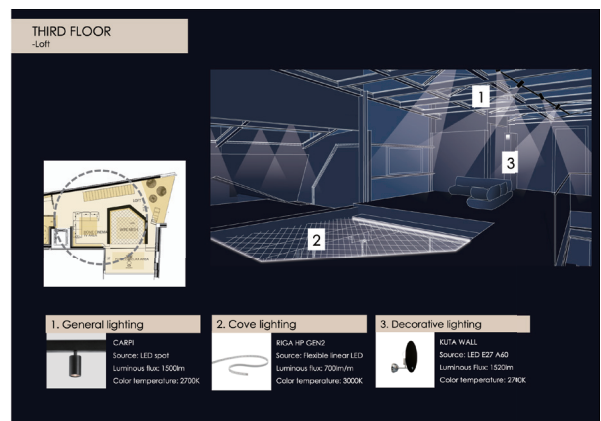 THIRD FLOOR
-Loft
1
3
2
LOFT
1. General lighting
CARPI
Source: LED spot
Luminous flux: 1500lm
Color temperature: 2700K
2. Cove lighting
RIGA HP GEN2
Source: Flexible linear LED
Luminous flux: 700lm/m
Color temperature: 3000K
3. Decorative lighting
KUTA WALL
Source: LED E27 A60
Luminous Flux: 1520lm
Color temperature: 2700K